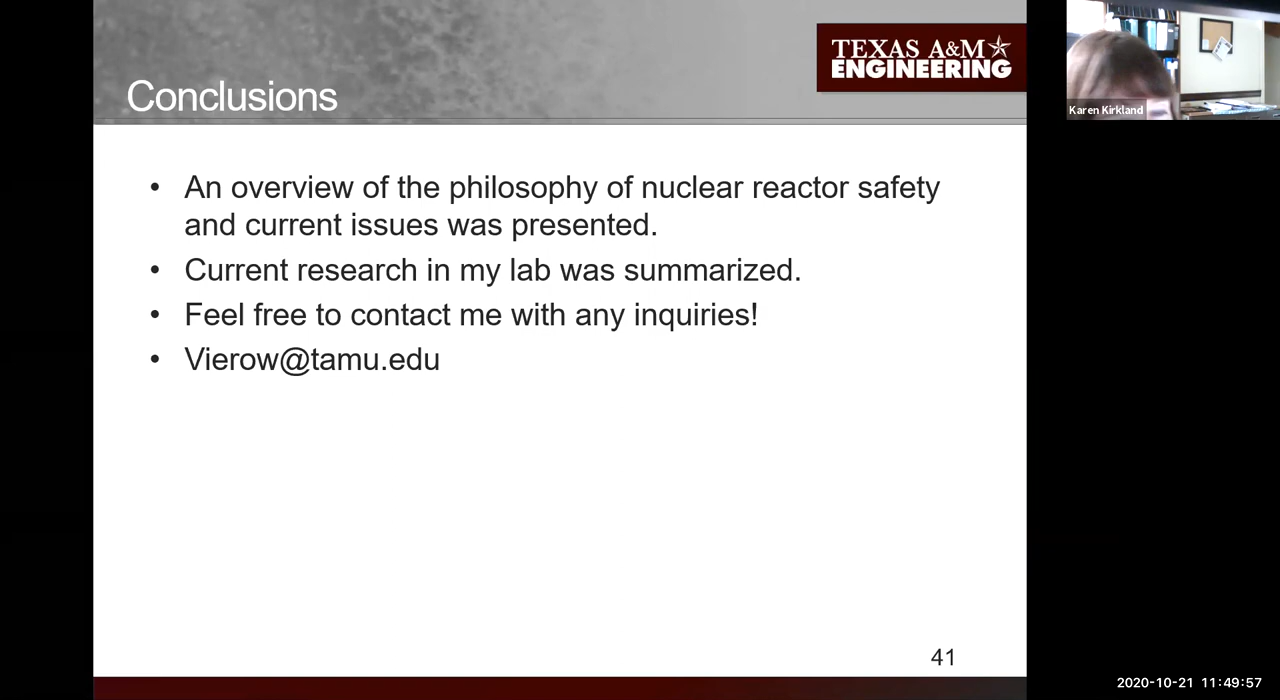 Conclusions
TEXAS A&M
ENGINEERING
• An overview of the philosophy of nuclear reactor safety
and current issues was presented.
• Current research in my lab was summarized.
• Feel free to contact me with any inquiries!
• Vierow@tamu.edu
41
Karen Kirkland
2020-10-21 11:49:57